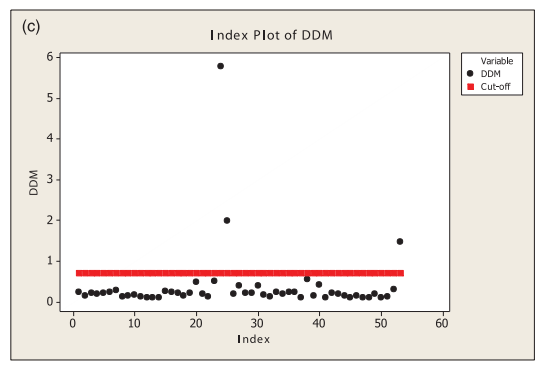 (c)
Index Plot of DDM
Variable
DDM
Cut-off
6
5
4
3
2
1
0
DDM
0 10 20 30 40 50 60
Index